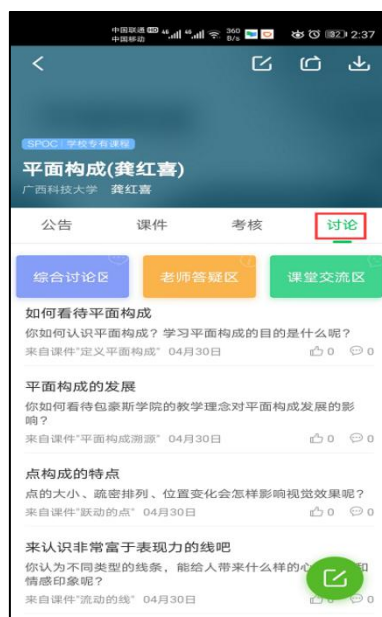 中国联通 HD 46 46 360 82 2:37
中国移动 B/s
SPOC 学校专有课程
平面构成(龚红喜)
广西科技大学 龚红喜
公告 课件 考核 讨论
综合讨论区 老师答疑区 课堂交流区
如何看待平面构成
你如何认识平面构成？学习平面构成的目的是什么呢？
来自课件"定义平面构成" 04月30日 0 0
平面构成的发展
你如何看待包豪斯学院的教学理念对平面构成发展的影
响？
来自课件"平面构成溯源" 04月30日 0 0
点构成的特点
点的大小、疏密排列、位置变化会怎样影响视觉效果呢？
来自课件"跃动的点" 04月30日 0 0
来认识非常富于表现力的线吧
你认为不同类型的线条，能给人带来什么样的心 和
情感印象呢？
来自课件"流动的线" 04月30日 0 0